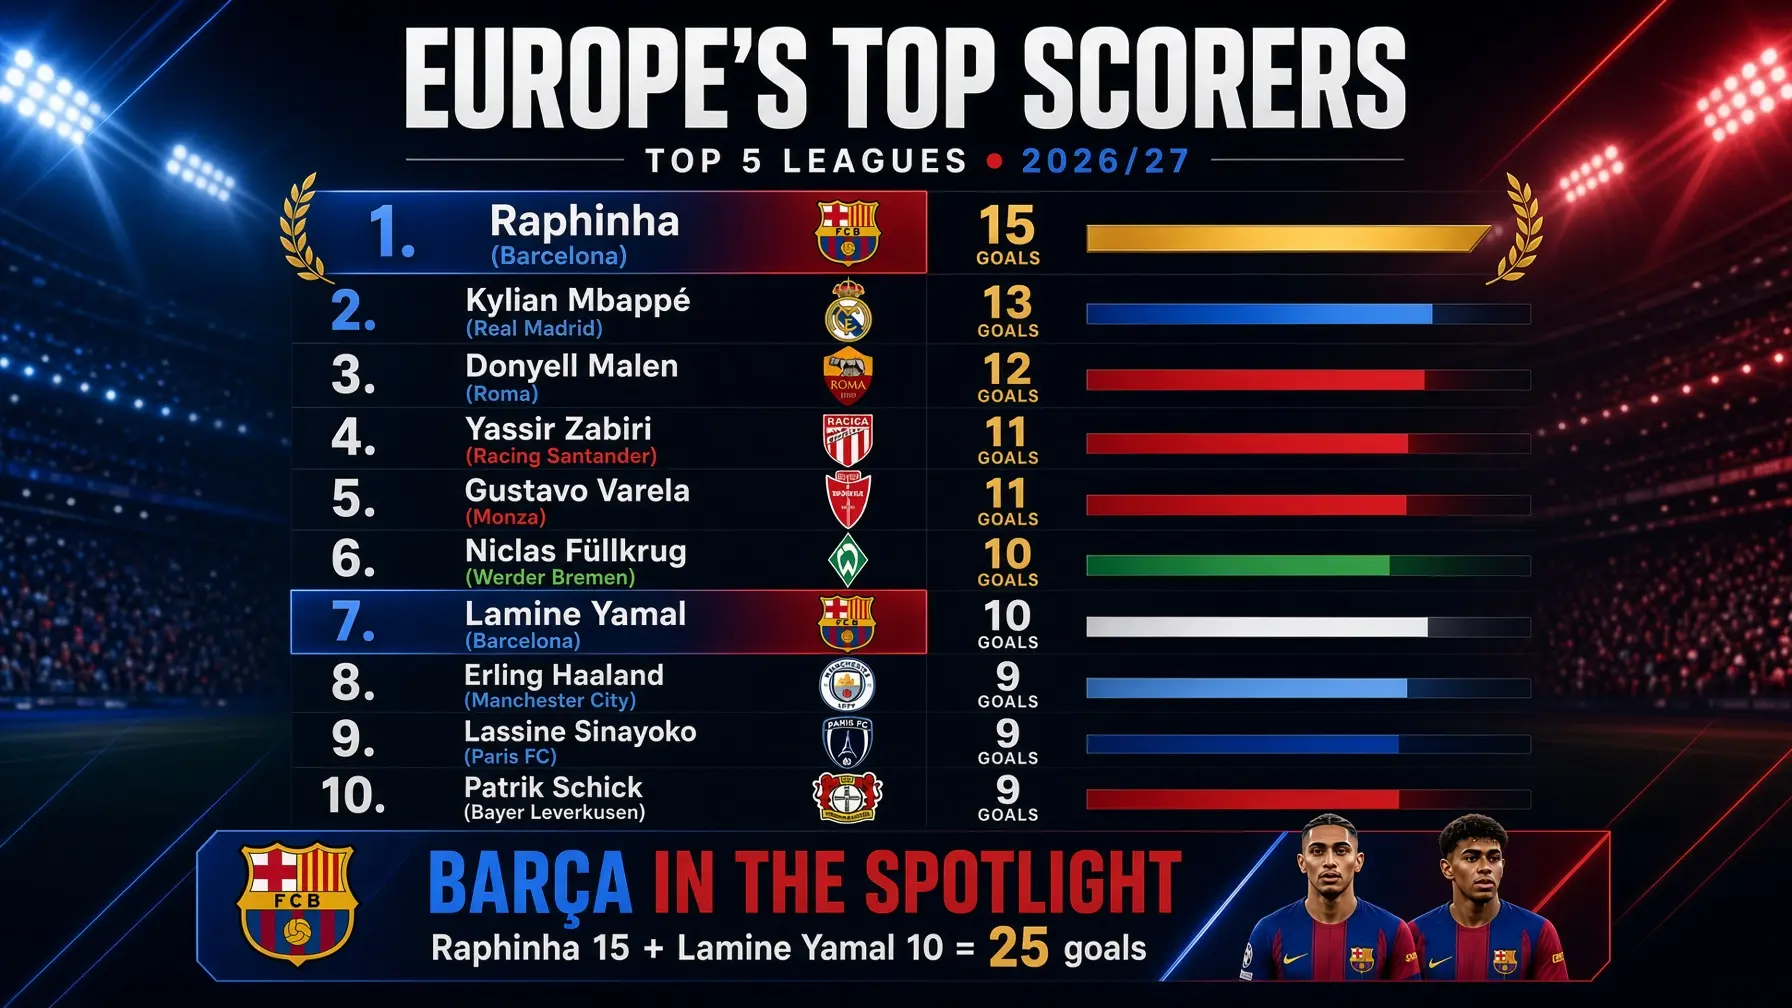 EUROPE'S TOP SCORERS
TOP 5 LEAGUES • 2026/27
1. Raphinha 15
(Barcelona) GOALS
FCB
2. Kylian Mbappé 13
(Real Madrid) GOALS
3. Donyell Malen 12
(Roma) GOALS
ROMA
4. Yassir Zabiri 11
(Racing Santander) GOALS
RACICA
5. Gustavo Varela 11
(Monza) GOALS
6. Niclas Füllkrug 10
(Werder Bremen) GOALS
W
7. Lamine Yamal 10
(Barcelona) GOALS
8. Erling Haaland 9
(Manchester City) GOALS
9. Lassine Sinayoko 9
(Paris FC) GOALS
PARIS FC
10. Patrik Schick 9
(Bayer Leverkusen) GOALS
FCB
BARÇA IN THE SPOTLIGHT
Raphinha 15 + Lamine Yamal 10 = 25 goals